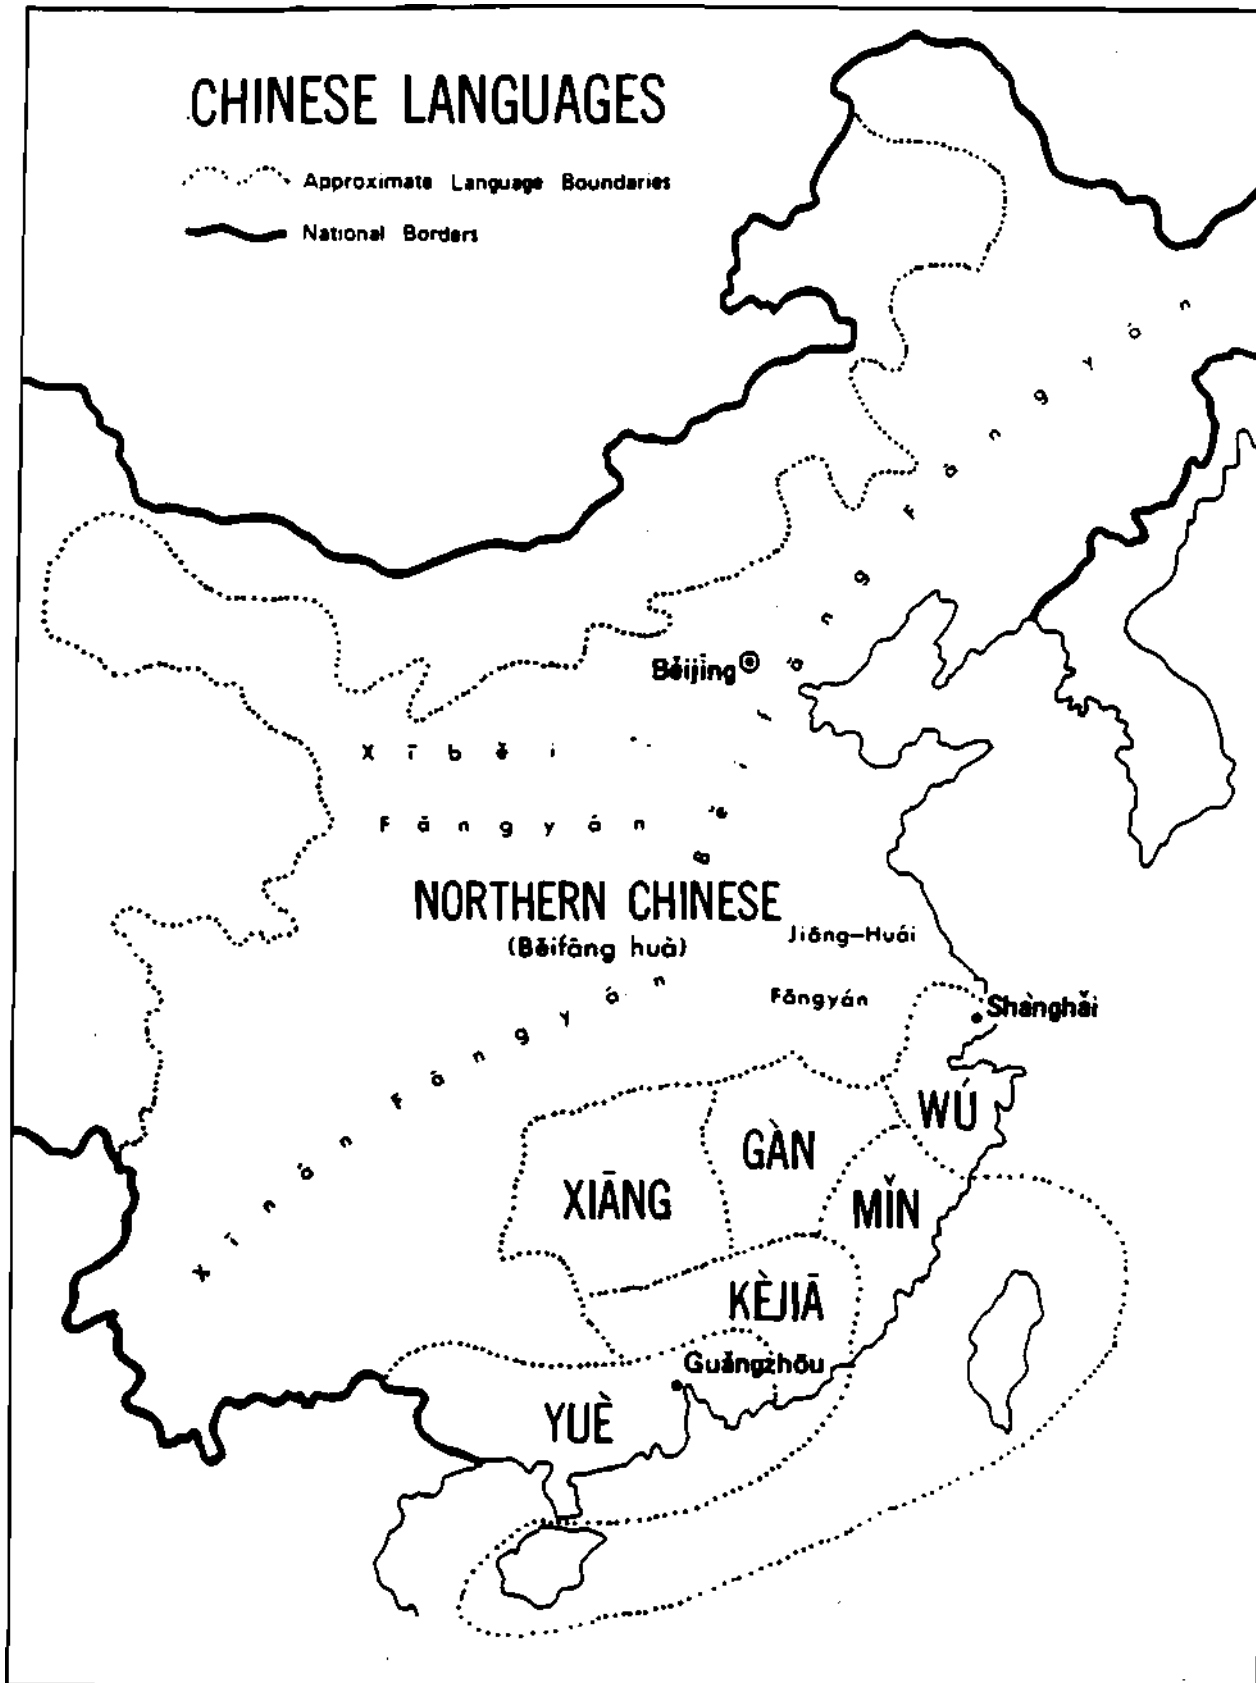 CHINESE LANGUAGES
Approximate Language Boundaries
National Borders
Běifāng Fāngyán
Běijīng
Xīběi
Fāngyán
NORTHERN CHINESE
(Běifāng huà)
Jiāng-Huái
Fāngyán
Xīnán Fāngyán
Shànghǎi
WÚ
GÀN
XIĀNG
MǏN
KÈJIĀ
Guǎngzhōu
YUÈ